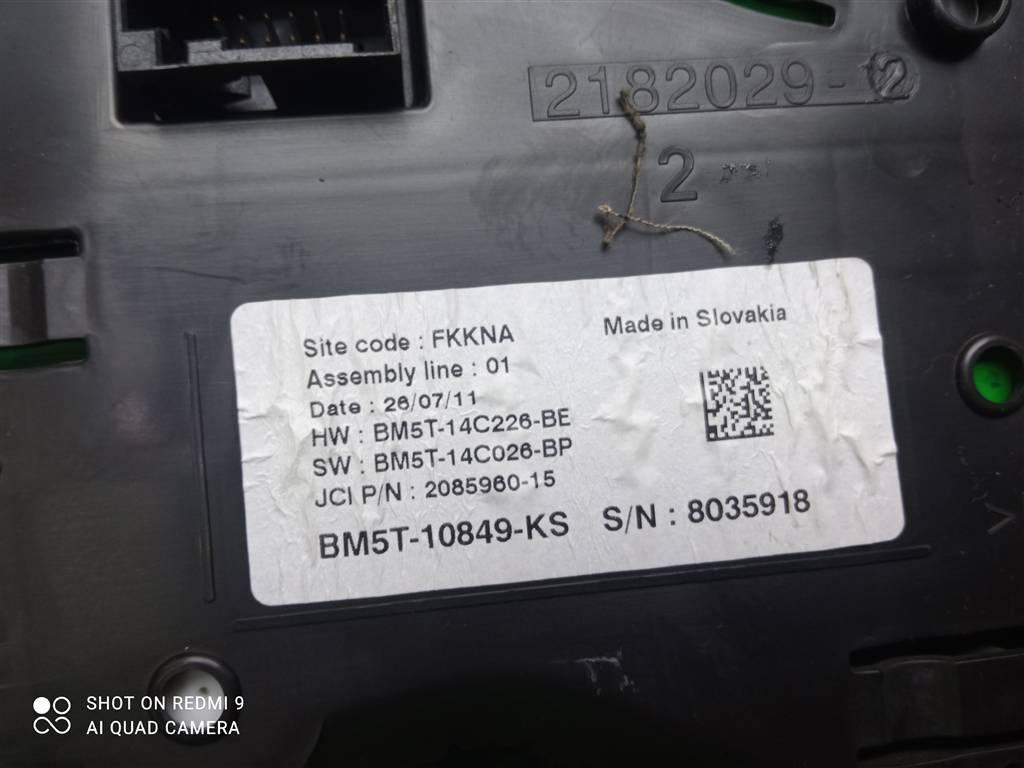 2182029-2
2
Site code : FKKNA
Made in Slovakia
Assembly line : 01
Date : 26/07/11
HW : BM5T-14C226-BE
SW : BM5T-14C026-BP
JCI P/N : 2085960-15
BM5T-10849-KS S/N : 8035918
SHOT ON REDMI 9
AI QUAD CAMERA